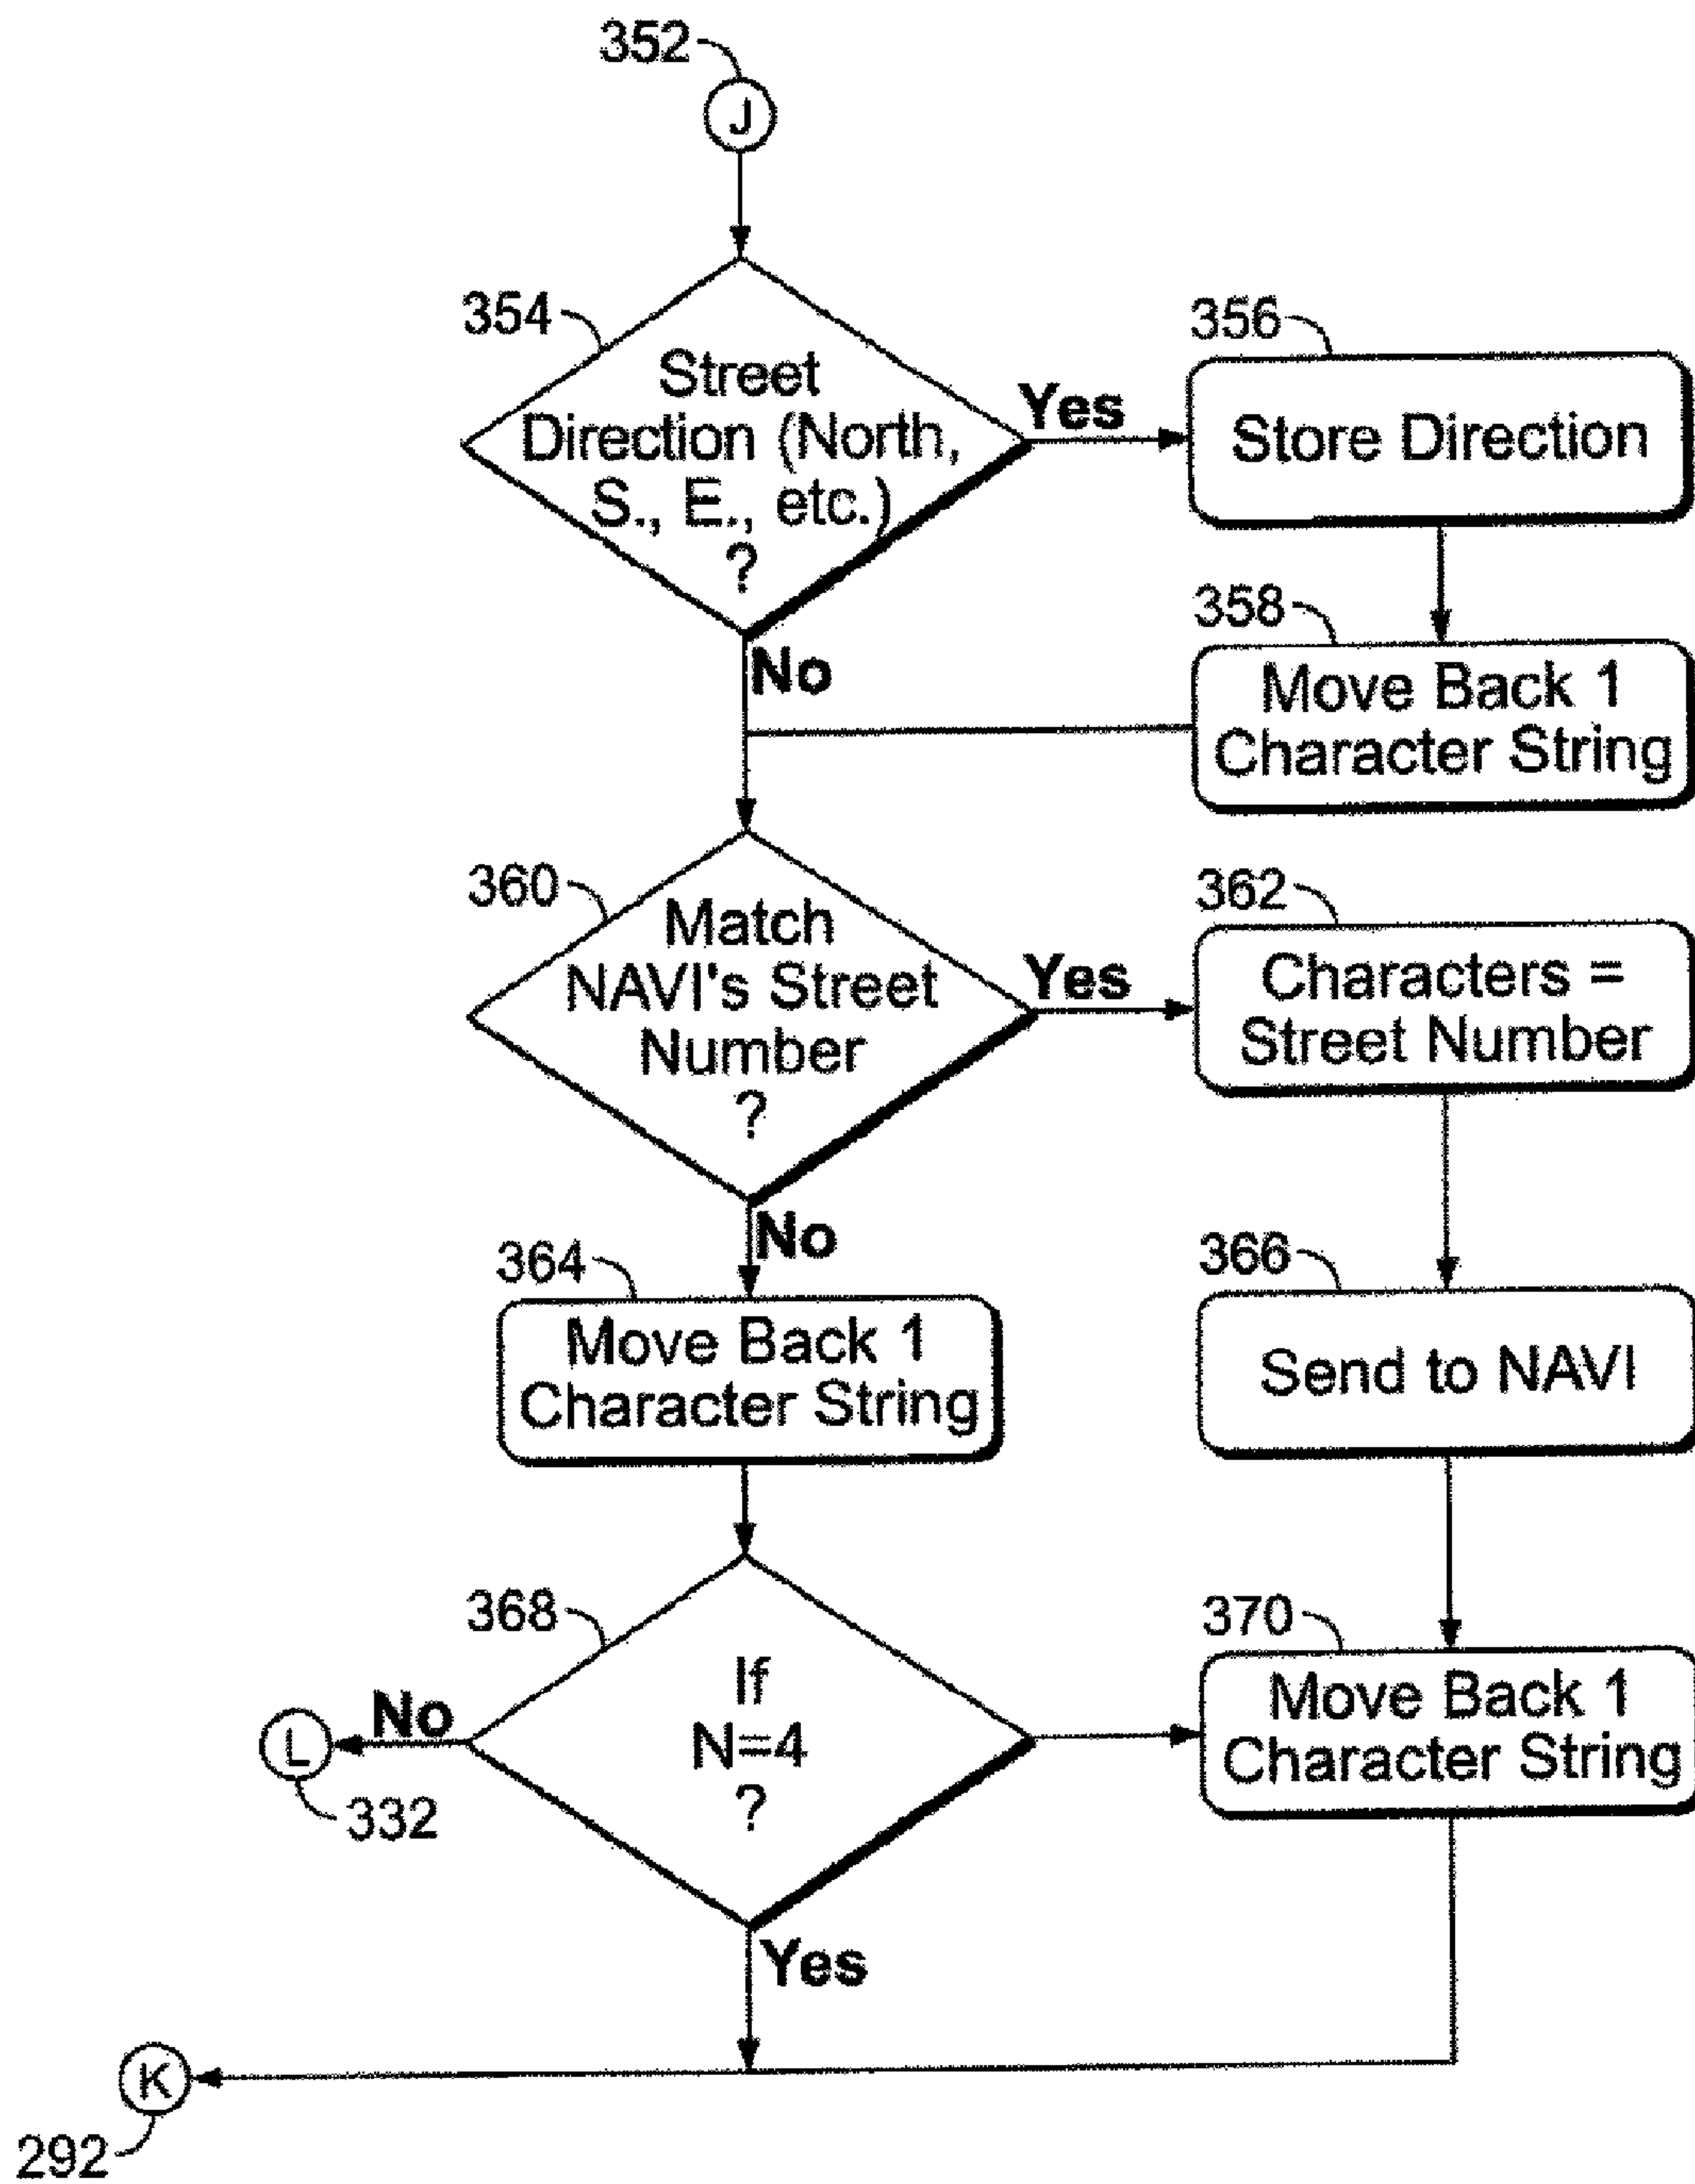 352
J
354
Street
Direction (North,
S., E., etc.)
?
Yes
356
Store Direction
358
Move Back 1
Character String
No
360
Match
NAVI's Street
Number
?
Yes
362
Characters =
Street Number
No
364
Move Back 1
Character String
366
Send to NAVI
368
If
N=4
?
No
L
332
370
Move Back 1
Character String
Yes
K
292